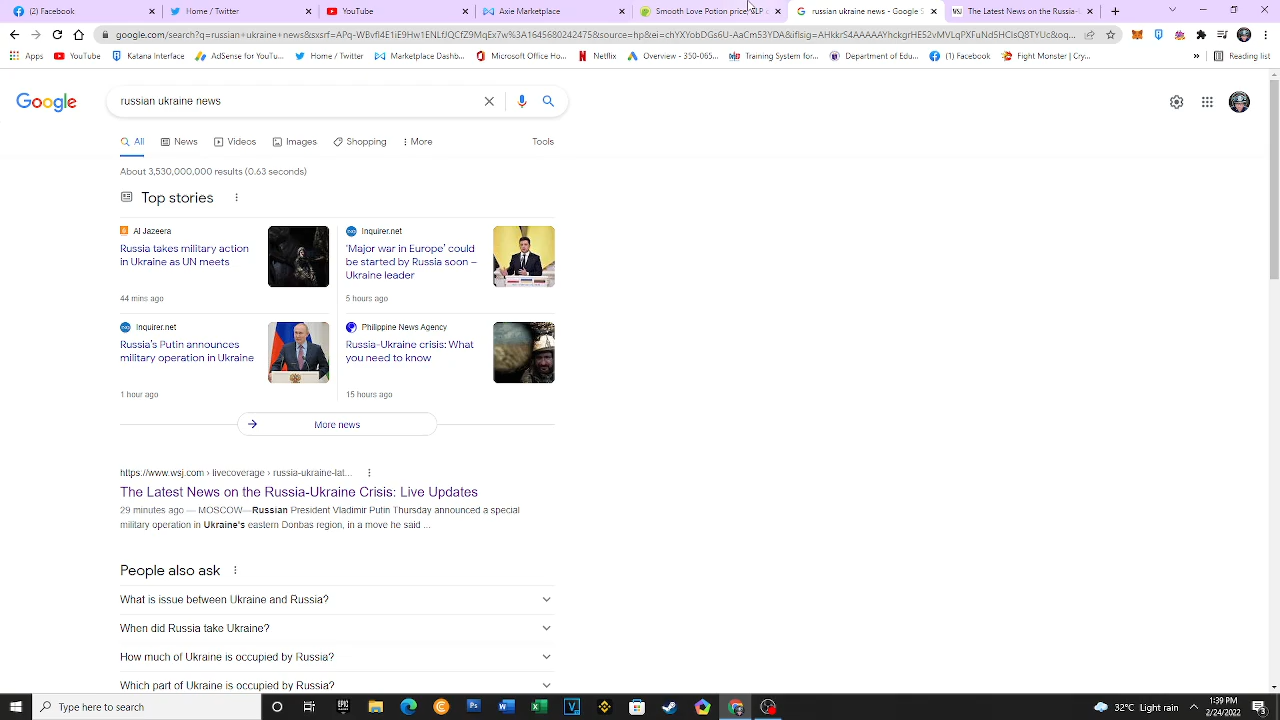 (2) Facebook
Home / Twitter
YouTube
Axie Marketplace
Smooth Love Potion price
russian ukraine news - Google S
The Latest News on the Russia-
google.com/search?q=russian+ukraine+news&sxsrf=
Apps
YouTube
Ketama Interface
AdSense for YouTu...
Home / Twitter
Marketplace Dashbo...
Microsoft Office Ho...
Netflix
Overview - 350-065...
Training System for...
Department of Edu...
(1) Facebook
Fight Monster | Cry...
»
Reading list
Google
russian ukraine news
All
News
Videos
Images
Shopping
More
Tools
About 3,530,000,000 results (0.63 seconds)
Top stories
Al Jazeera
Russia takes military action
in Ukraine as UN meets
44 mins ago
Inquirer.net
'Major war in Europe' could
be started by Russia soon –
Ukraine leader
5 hours ago
Inquirer.net
Russia's Putin announces
military operation in Ukraine
1 hour ago
Philippine News Agency
Russia-Ukraine crisis: What
you need to know
15 hours ago
More news
https://www.wsj.com › livecoverage › russia-ukraine-lat...
The Latest News on the Russia-Ukraine Crisis: Live Updates
29 minutes ago — MOSCOW—Russian President Vladimir Putin Thursday announced a special
military operation in Ukraine's eastern Donbas region, in a move he said ...
People also ask
What is issue between Ukraine and Russia?
When did Russia take Ukraine?
How much of Ukraine is occupied by Russia?
Which part of Ukraine is occupied by Russia?
Type here to search
32°C Light rain
1:39 PM
2/24/2022